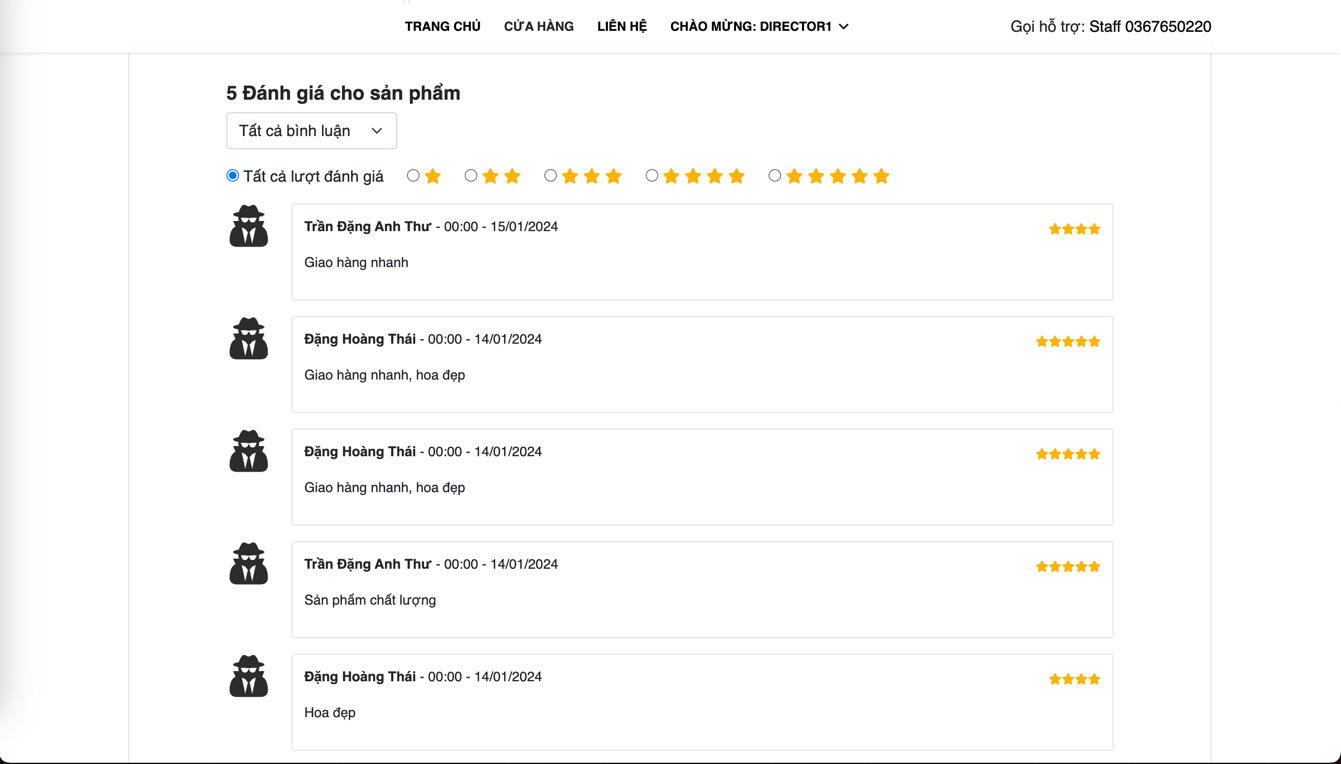 TRANG CHỦ CỬA HÀNG LIÊN HỆ CHÀO MỪNG: DIRECTOR1 Gọi hỗ trợ: Staff 0367650220
5 Đánh giá cho sản phẩm
Tất cả bình luận
Tất cả lượt đánh giá
Trần Đặng Anh Thư - 00:00 - 15/01/2024
Giao hàng nhanh
Đặng Hoàng Thái - 00:00 - 14/01/2024
Giao hàng nhanh, hoa đẹp
Đặng Hoàng Thái - 00:00 - 14/01/2024
Giao hàng nhanh, hoa đẹp
Trần Đặng Anh Thư - 00:00 - 14/01/2024
Sản phẩm chất lượng
Đặng Hoàng Thái - 00:00 - 14/01/2024
Hoa đẹp